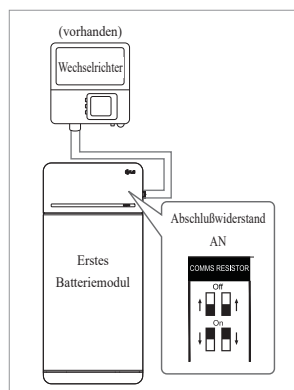 (vorhanden)
Wechselrichter
Erstes
Batteriemodul
Abschlußwiderstand
AN
COMMS RESISTOR
Off
On